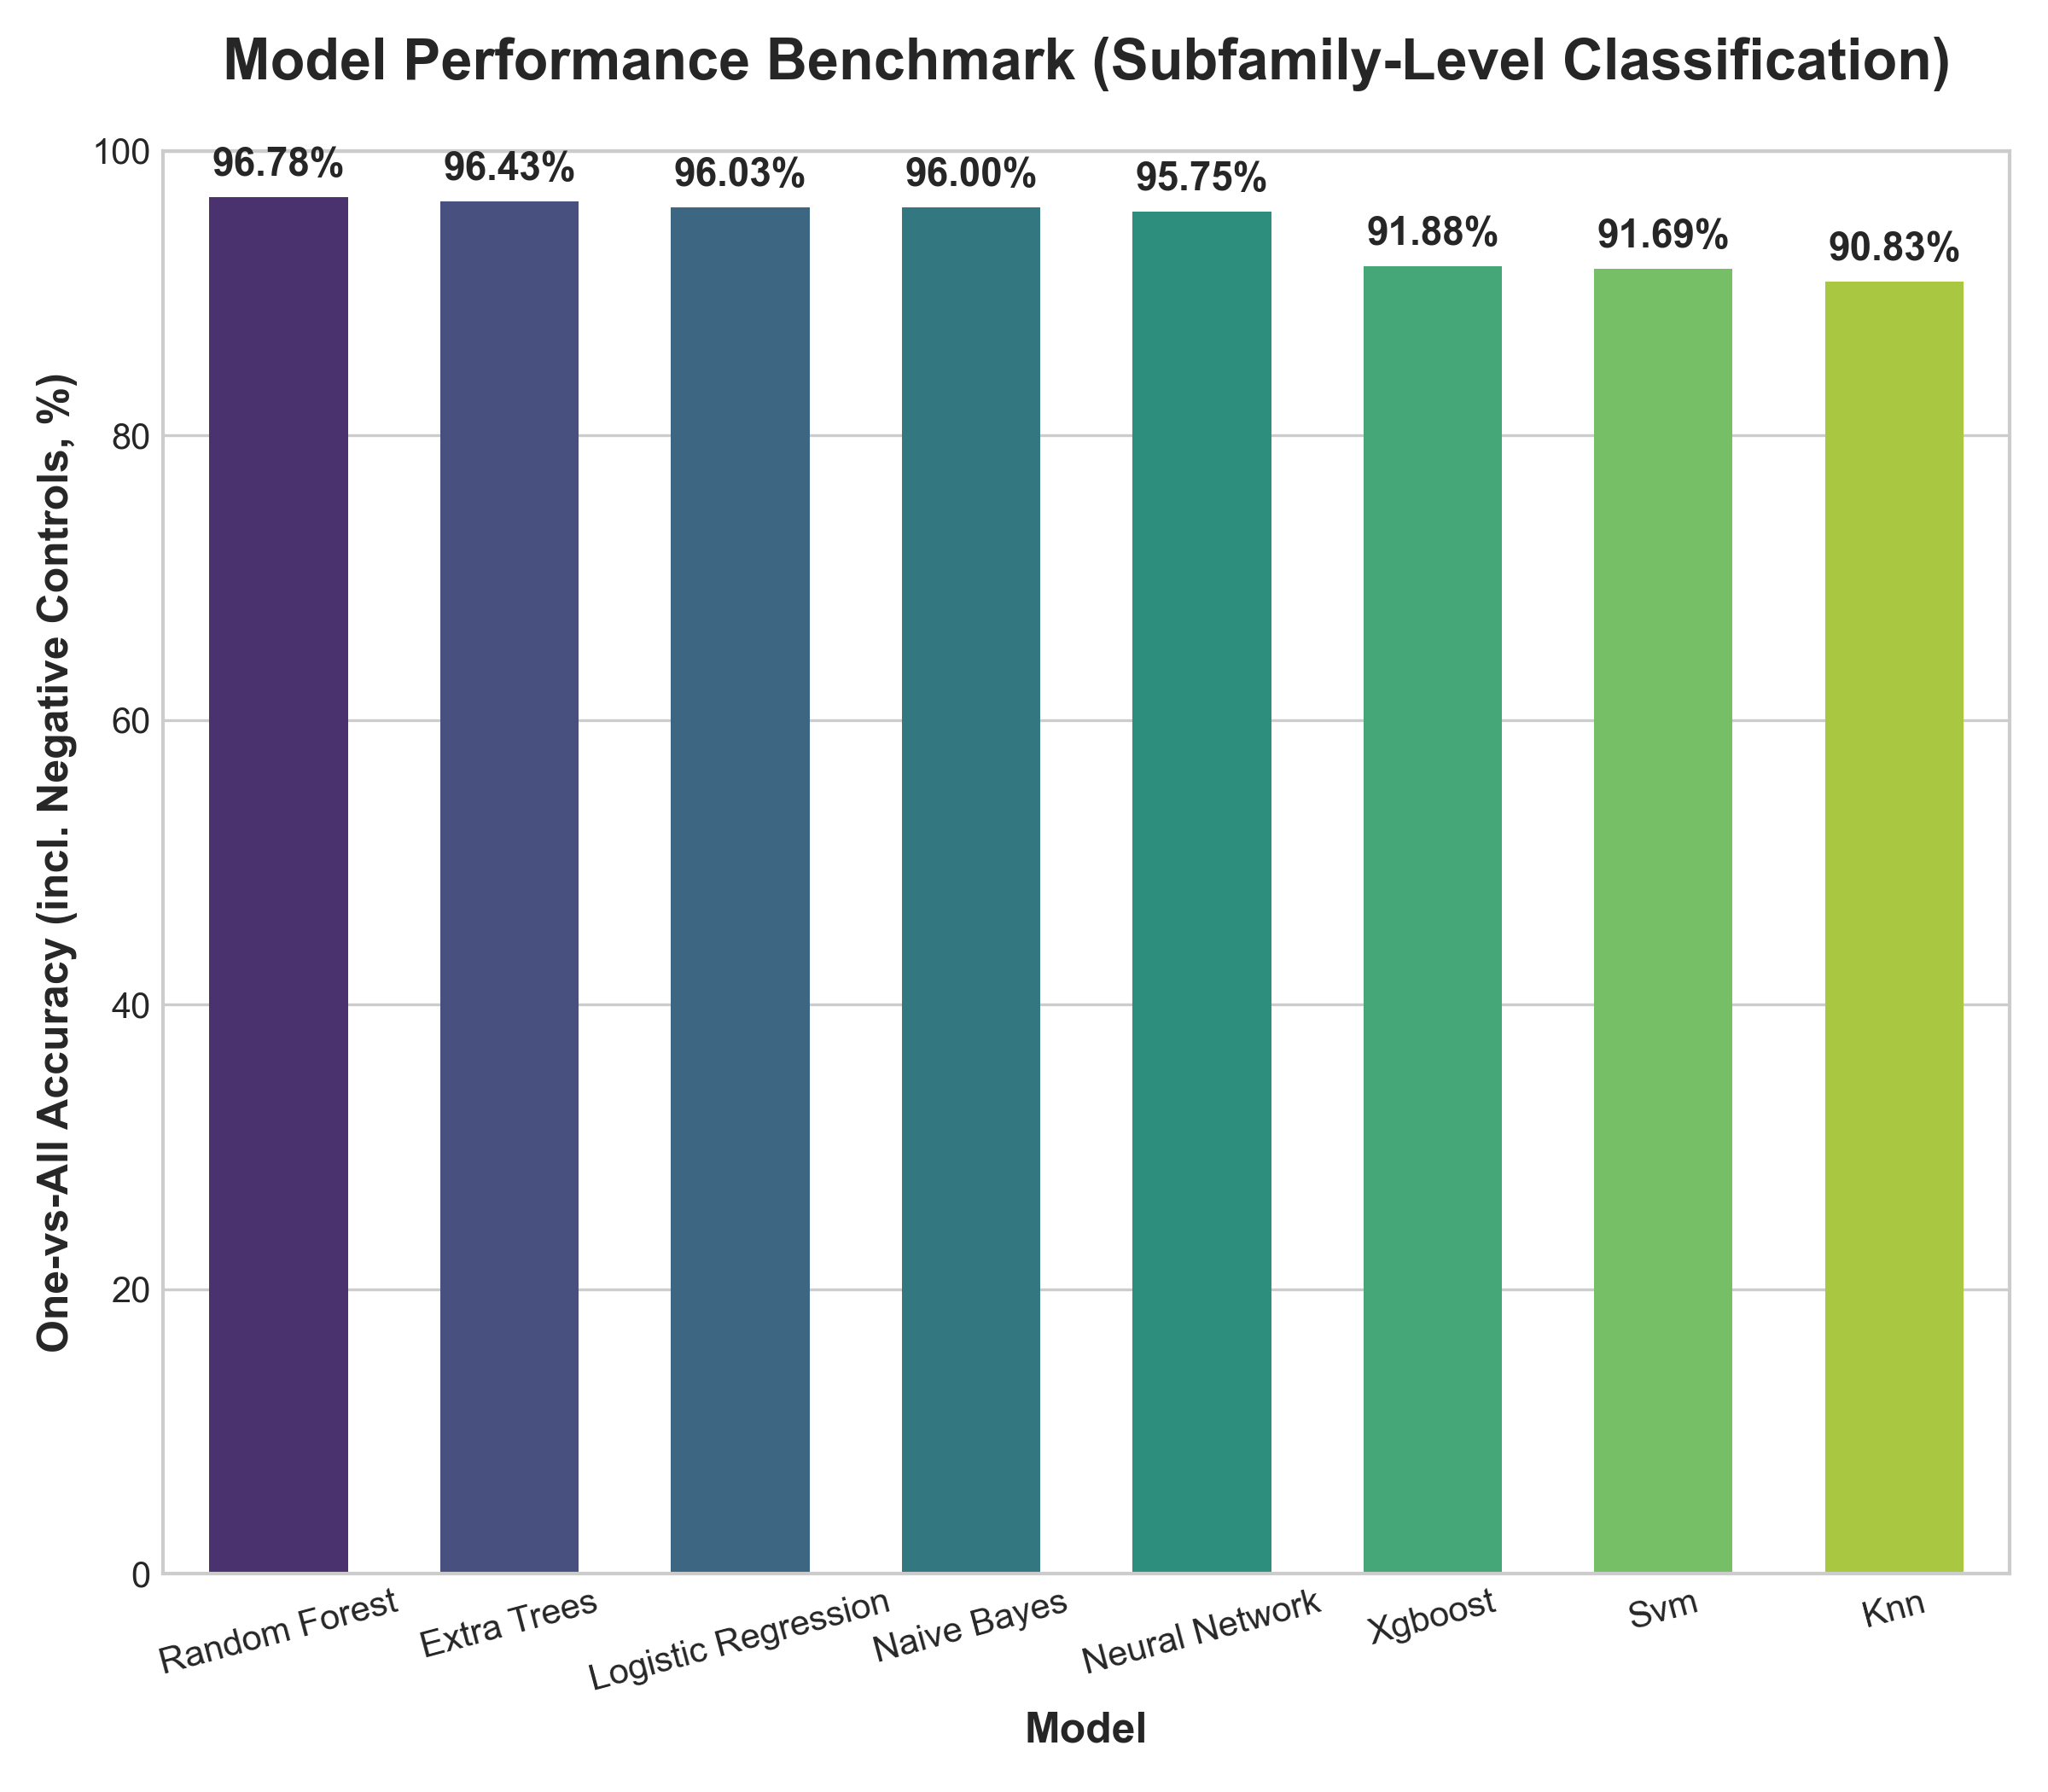 Model Performance Benchmark (Subfamily-Level Classification)
One-vs-All Accuracy (incl. Negative Controls, %)
100
80
60
40
20
0
96.78%
96.43%
96.03%
96.00%
95.75%
91.88%
91.69%
90.83%
Random Forest
Extra Trees
Logistic Regression
Naive Bayes
Neural Network
Xgboost
Svm
Knn
Model